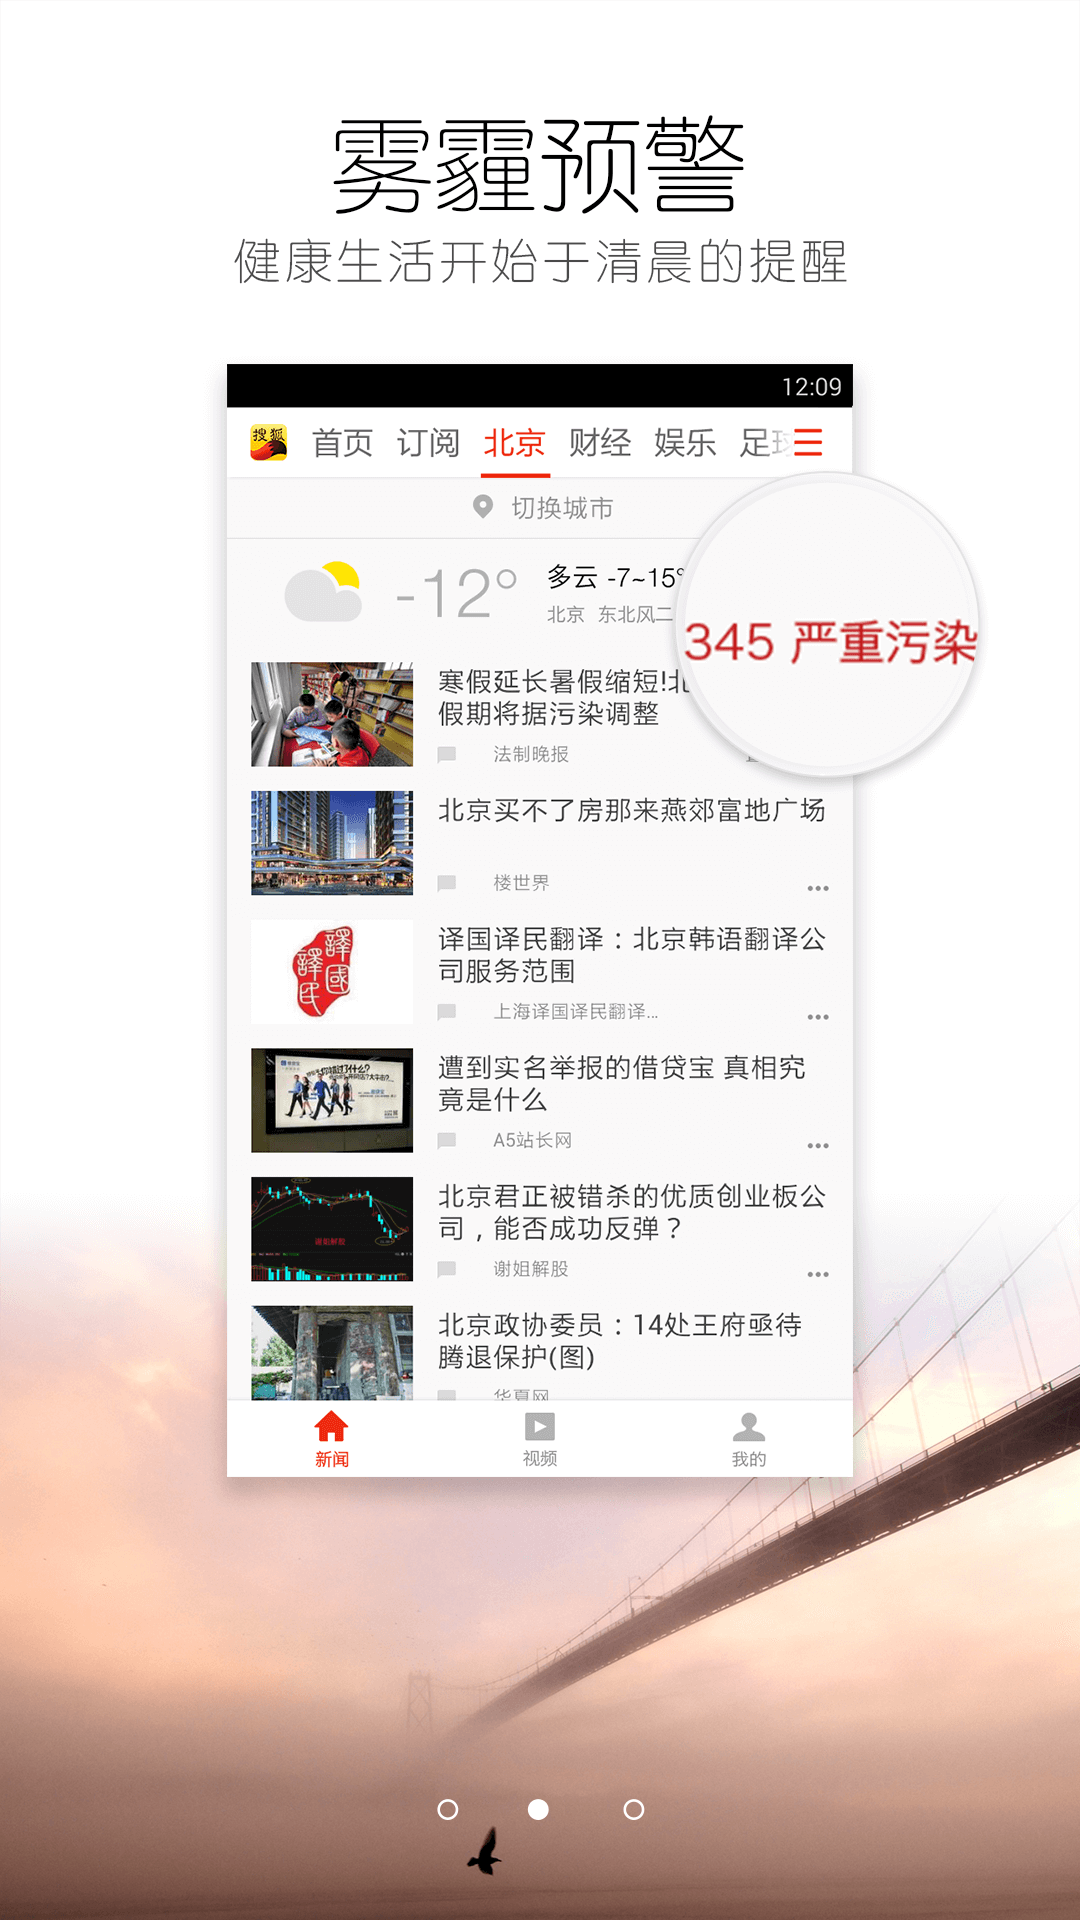 雾霾预警
健康生活开始于清晨的提醒
12:09
搜狐
首页 订阅 北京 财经 娱乐 足球
切换城市
-12°
多云 -7~15°
北京 东北风二
345 严重污染
寒假延长暑假缩短!北
假期将据污染调整
法制晚报
北京买不了房那来燕郊富地广场
楼世界
譯國
譯民
译国译民翻译：北京韩语翻译公
司服务范围
上海译国译民翻译...
遭到实名举报的借贷宝 真相究
竟是什么
A5站长网
谢姐解股
北京君正被错杀的优质创业板公
司，能否成功反弹？
谢姐解股
北京政协委员：14处王府亟待
腾退保护(图)
华夏网
新闻 视频 我的